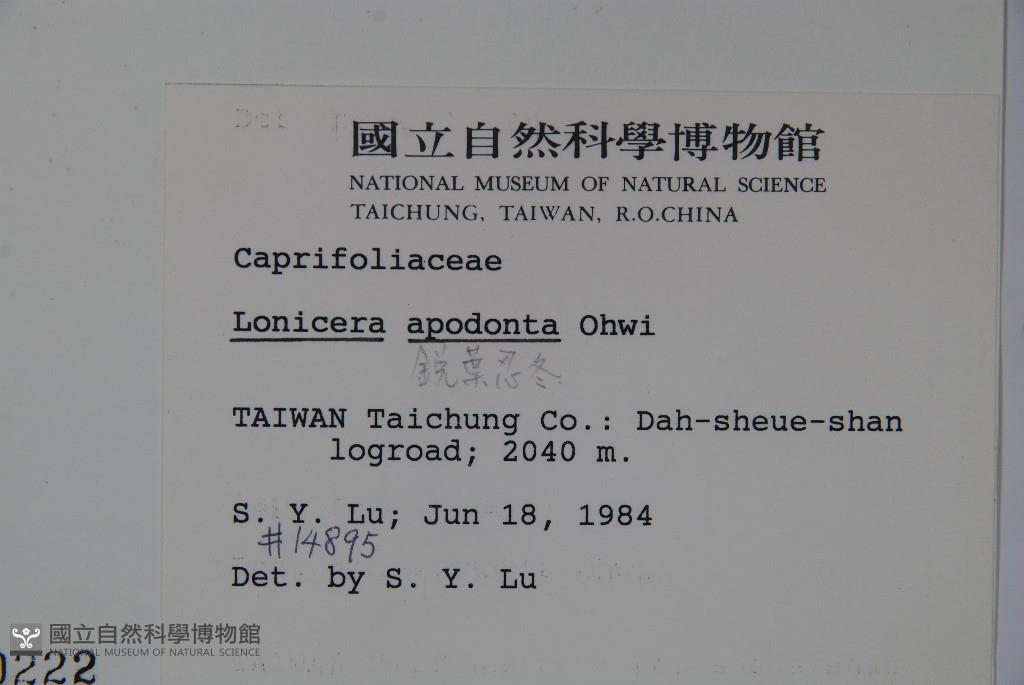 國立自然科學博物館
NATIONAL MUSEUM OF NATURAL SCIENCE
TAICHUNG, TAIWAN, R.O.CHINA
Caprifoliaceae
Lonicera apodonta Ohwi
銳葉忍冬
TAIWAN Taichung Co.: Dah-sheue-shan
logroad; 2040 m.
S. Y. Lu; Jun 18, 1984
#14895
Det. by S. Y. Lu
國立自然科學博物館
NATIONAL MUSEUM OF NATURAL SCIENCE
0222